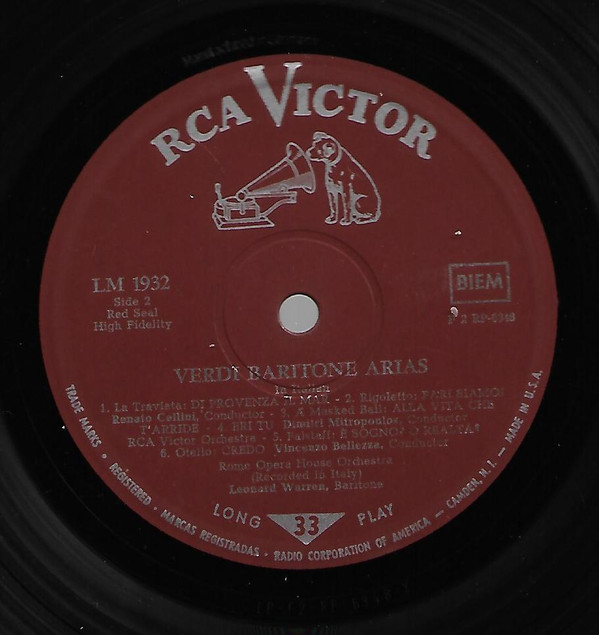 RCA VICTOR
LM 1932
Side 2
Red Seal
High Fidelity
BIEM
VERDI BARITONE ARIAS
In Italian
1. La Traviata: DI PROVENZA IL MAR - 2. Rigoletto: PARI SIAMO!
Renato Cellini, Conductor - 3. A Masked Ball: ALLA VITA CHE
T'ARRIDE - 4. ERI TU Dimitri Mitropoulos, Conductor
RCA Victor Orchestra - 5. Falstaff: È SOGNO? O REALTÀ?
6. Otello: CREDO Vincenzo Bellezza, Conductor
Rome Opera House Orchestra
(Recorded in Italy)
Leonard Warren, Baritone
LONG 33 PLAY
TRADE MARKS • REGISTERED • MARCAS REGISTRADAS • RADIO CORPORATION OF AMERICA — CAMDEN, N. J. — MADE IN U.S.A.